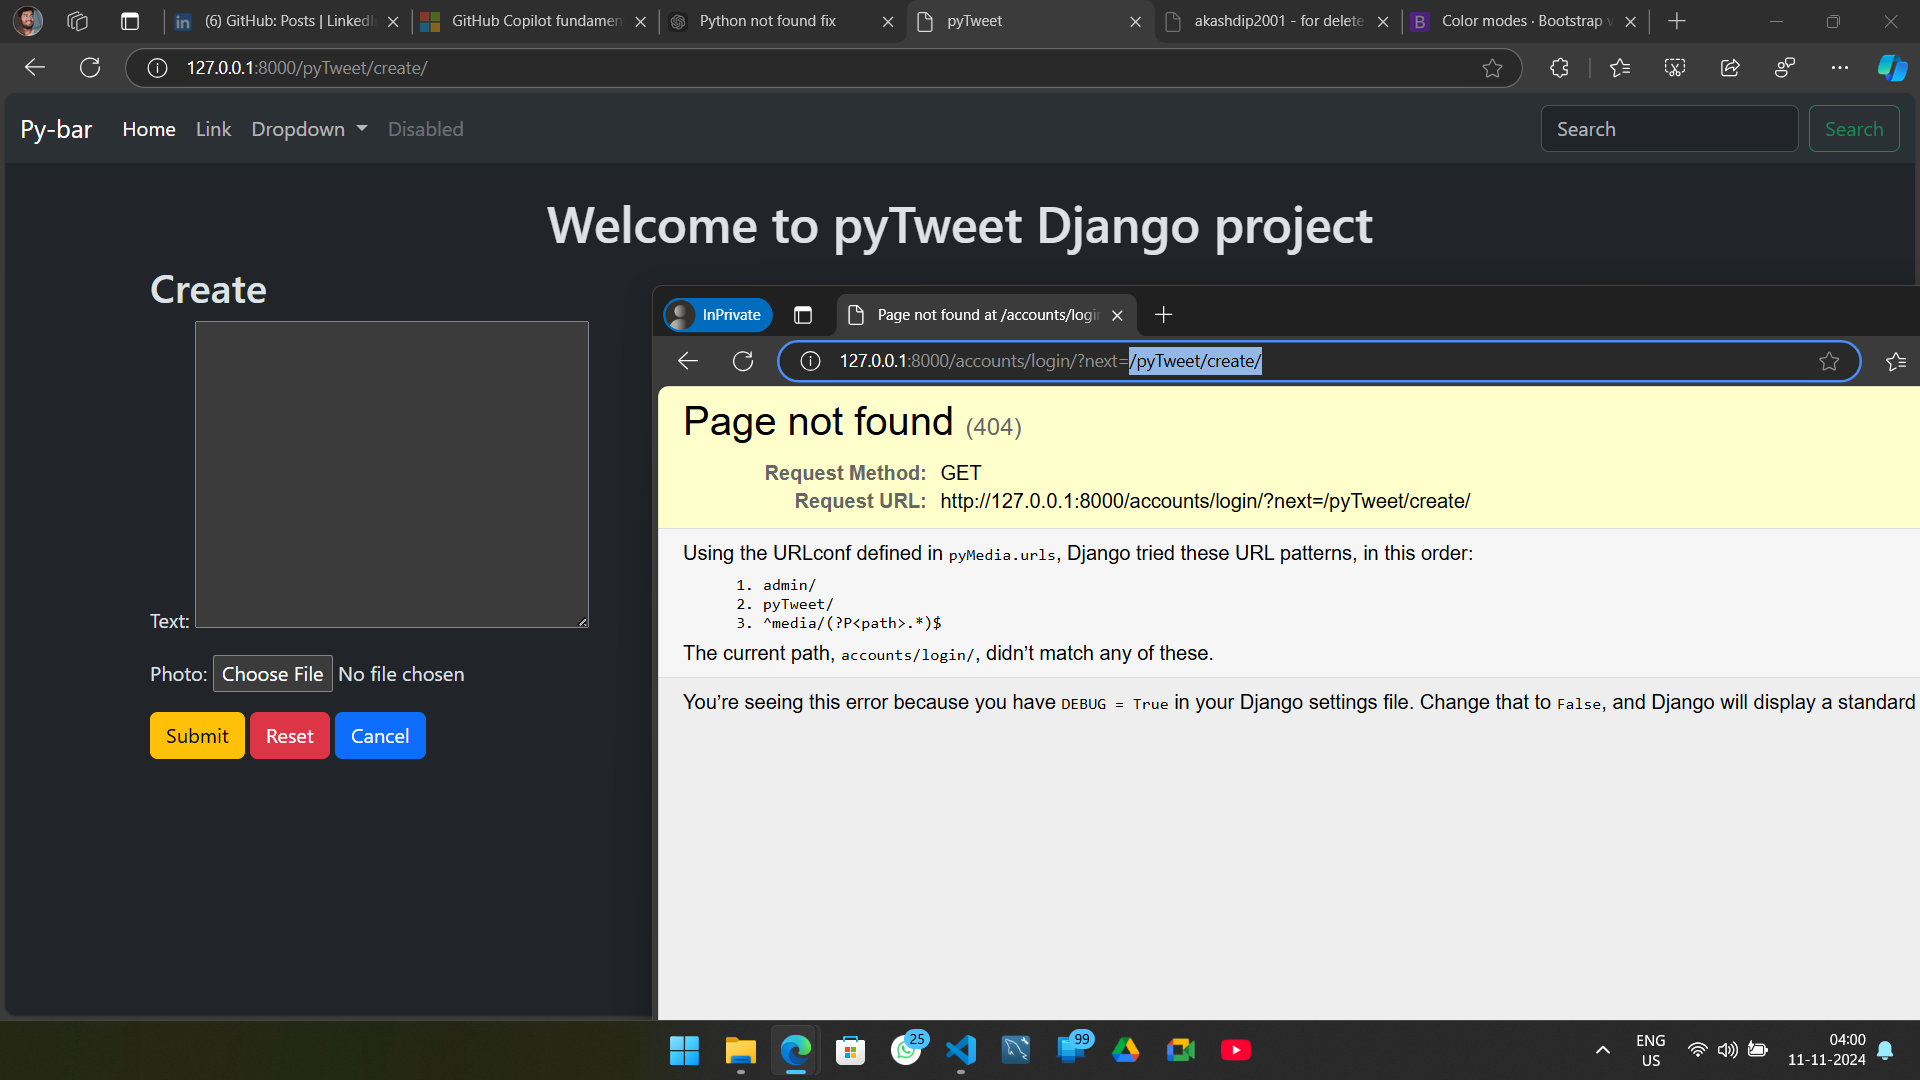 (6) GitHub: Posts | LinkedI
GitHub Copilot fundamen
Python not found fix
pyTweet
akashdip2001 - for delete
Color modes · Bootstrap v
127.0.0.1:8000/pyTweet/create/
Py-bar
Home
Link
Dropdown
Disabled
Search
Search
Welcome to pyTweet Django project
Create
Text:
Photo: Choose File No file chosen
Submit
Reset
Cancel
InPrivate
Page not found at /accounts/login
127.0.0.1:8000/accounts/login/?next=/pyTweet/create/
Page not found (404)
Request Method: GET
Request URL: http://127.0.0.1:8000/accounts/login/?next=/pyTweet/create/
Using the URLconf defined in pyMedia.urls, Django tried these URL patterns, in this order:
1. admin/
2. pyTweet/
3. ^media/(?P<path>.*)$
The current path, accounts/login/, didn’t match any of these.
You’re seeing this error because you have DEBUG = True in your Django settings file. Change that to False, and Django will display a standard
25
99
ENG
US
04:00
11-11-2024